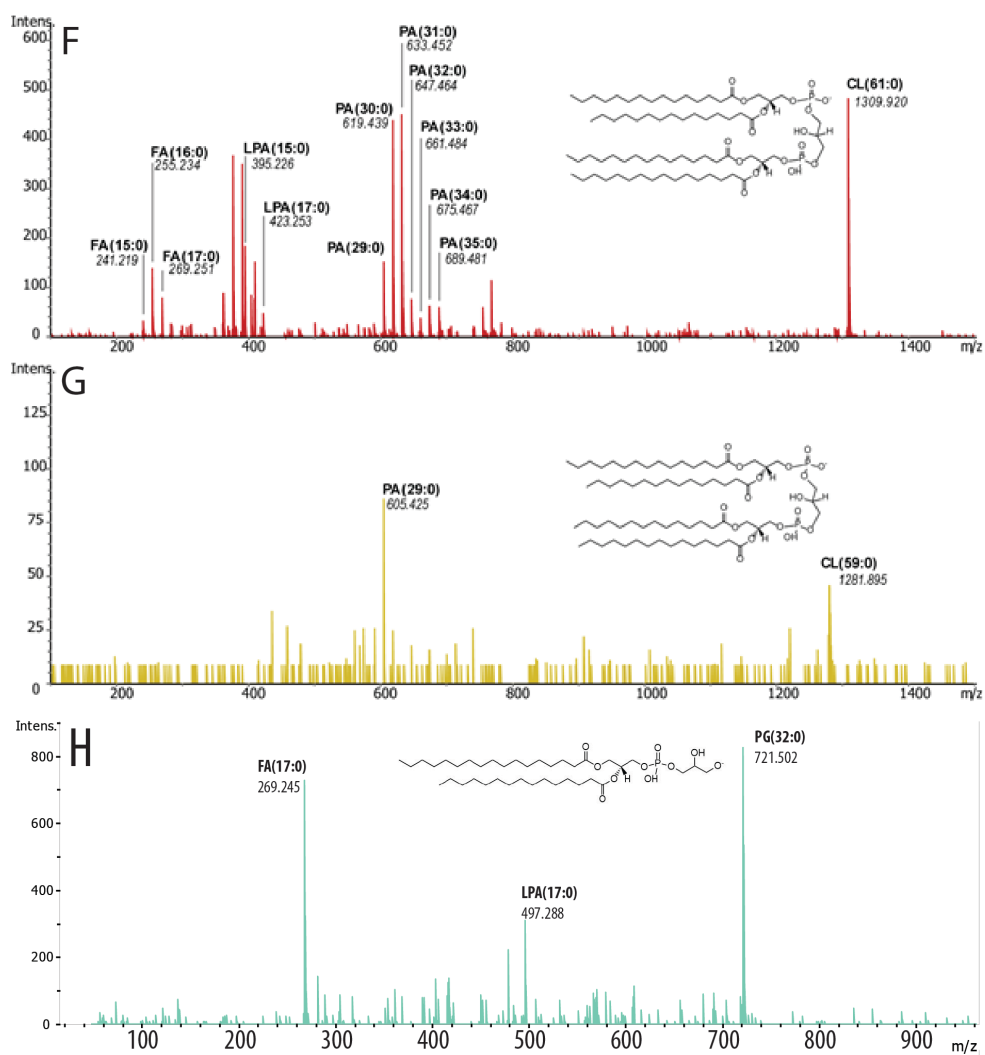 Intens.
F
600
500
400
300
200
100
0
PA(31:0)
633.452
PA(32:0)
647.464
PA(30:0)
619.439
PA(33:0)
661.484
FA(16:0)
255.234
LPA(15:0)
395.226
PA(34:0)
675.467
LPA(17:0)
423.253
FA(15:0)
241.219
FA(17:0)
269.251
PA(29:0)
PA(35:0)
689.481
CL(61:0)
1309.920
O O
O O P O-
O H O
O HO H
O O
O O P
O H OH O
O
200 400 600 800 1000 1200 1400 m/z
Intens.
G
125
100
75
50
25
0
PA(29:0)
605.425
CL(59:0)
1281.895
O O
O O P O-
O H O
O HO H
O O
O O P
O H OH O
O
200 400 600 800 1000 1200 1400 m/z
Intens.
H
800
600
400
200
0
FA(17:0)
269.245
LPA(17:0)
497.288
PG(32:0)
721.502
O O OH
O O P O O-
O H OH
O
100 200 300 400 500 600 700 800 900 m/z